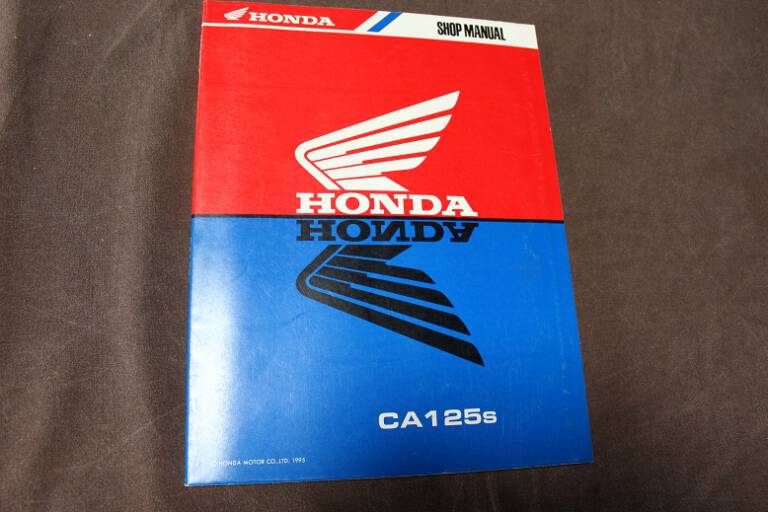 HONDA
SHOP MANUAL
HONDA
HONDA
CA125s
© HONDA MOTOR CO., LTD. 1995